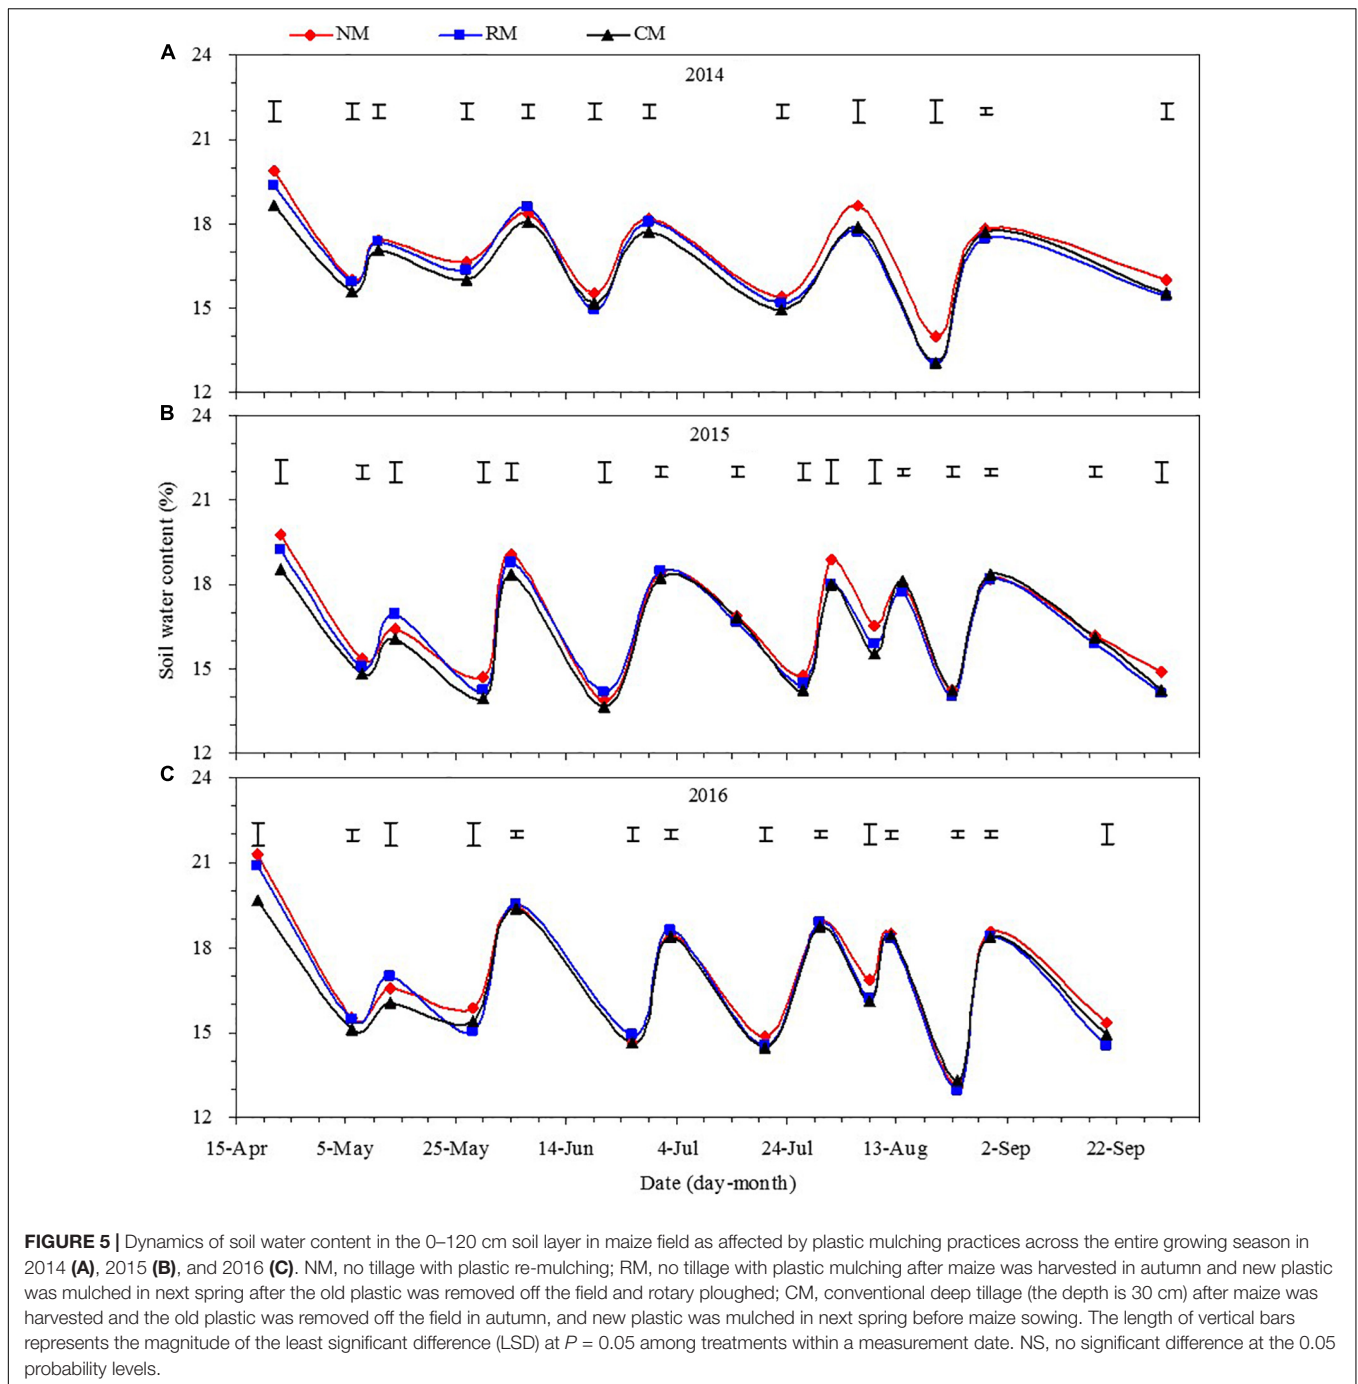 NM RM CM
A
24
2014
21
18
15
12
B
24
2015
21
18
15
12
Soil water content (%)
C
24
2016
21
18
15
12
15-Apr 5-May 25-May 14-Jun 4-Jul 24-Jul 13-Aug 2-Sep 22-Sep
Date (day-month)
FIGURE 5 | Dynamics of soil water content in the 0–120 cm soil layer in maize field as affected by plastic mulching practices across the entire growing season in
2014 (A), 2015 (B), and 2016 (C). NM, no tillage with plastic re-mulching; RM, no tillage with plastic mulching after maize was harvested in autumn and new plastic
was mulched in next spring after the old plastic was removed off the field and rotary ploughed; CM, conventional deep tillage (the depth is 30 cm) after maize was
harvested and the old plastic was removed off the field in autumn, and new plastic was mulched in next spring before maize sowing. The length of vertical bars
represents the magnitude of the least significant difference (LSD) at P = 0.05 among treatments within a measurement date. NS, no significant difference at the 0.05
probability levels.